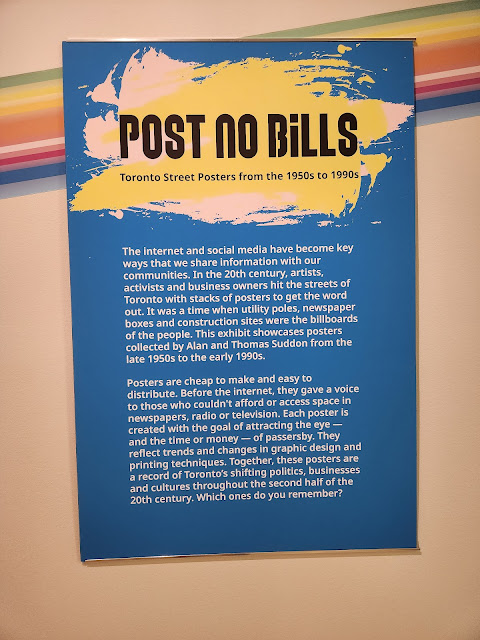 POST NO BiLLS
Toronto Street Posters from the 1950s to 1990s
The internet and social media have become key
ways that we share information with our
communities. In the 20th century, artists,
activists and business owners hit the streets of
Toronto with stacks of posters to get the word
out. It was a time when utility poles, newspaper
boxes and construction sites were the billboards
of the people. This exhibit showcases posters
collected by Alan and Thomas Suddon from the
late 1950s to the early 1990s.
Posters are cheap to make and easy to
distribute. Before the internet, they gave a voice
to those who couldn't afford or access space in
newspapers, radio or television. Each poster is
created with the goal of attracting the eye —
and the time or money — of passersby. They
reflect trends and changes in graphic design and
printing techniques. Together, these posters are
a record of Toronto's shifting politics, businesses
and cultures throughout the second half of the
20th century. Which ones do you remember?